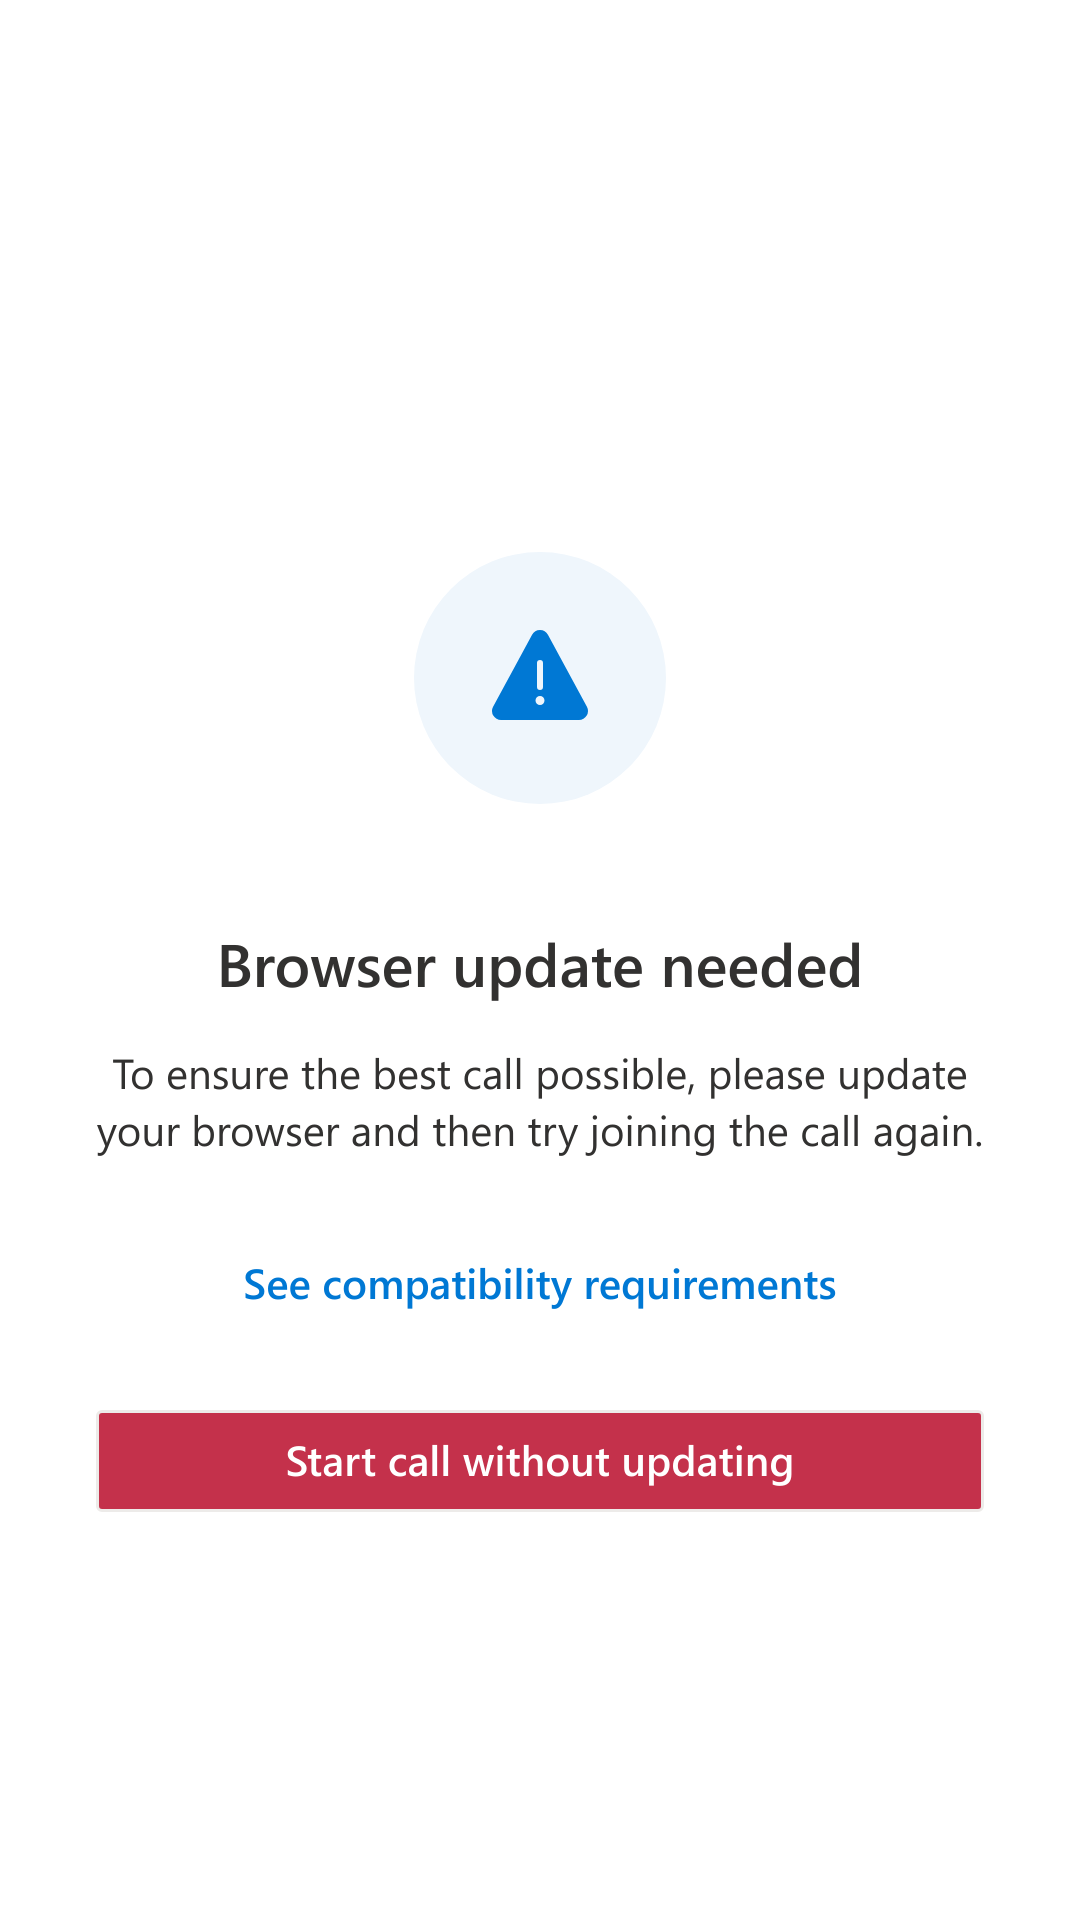 Browser update needed
To ensure the best call possible, please update
your browser and then try joining the call again.
See compatibility requirements
Start call without updating